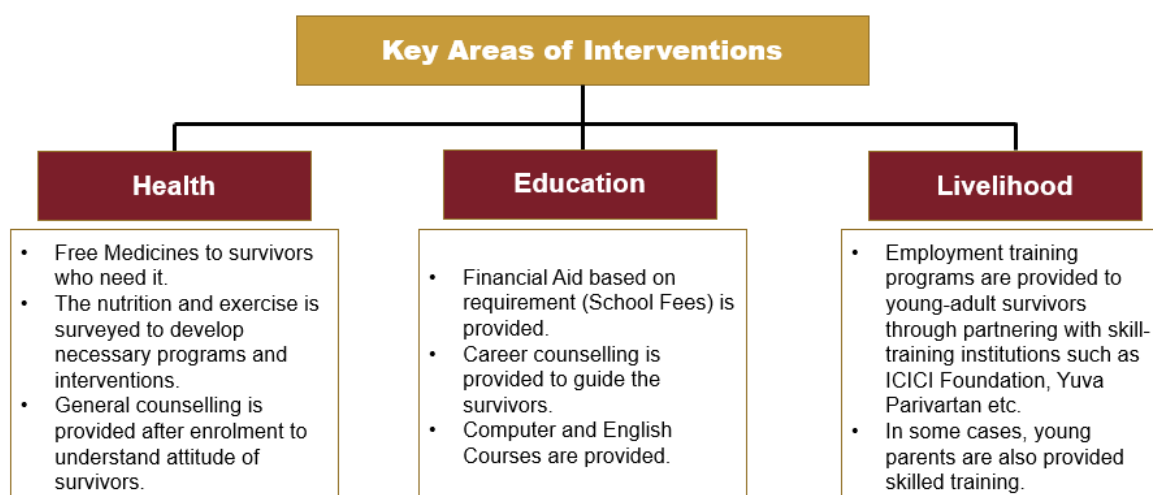 Key Areas of Interventions
Health
• Free Medicines to survivors
who need it.
• The nutrition and exercise is
surveyed to develop
necessary programs and
interventions.
• General counselling is
provided after enrolment to
understand attitude of
survivors.
Education
• Financial Aid based on
requirement (School Fees) is
provided.
• Career counselling is
provided to guide the
survivors.
• Computer and English
Courses are provided.
Livelihood
• Employment training
programs are provided to
young-adult survivors
through partnering with skill-
training institutions such as
ICICI Foundation, Yuva
Parivartan etc.
• In some cases, young
parents are also provided
skilled training.